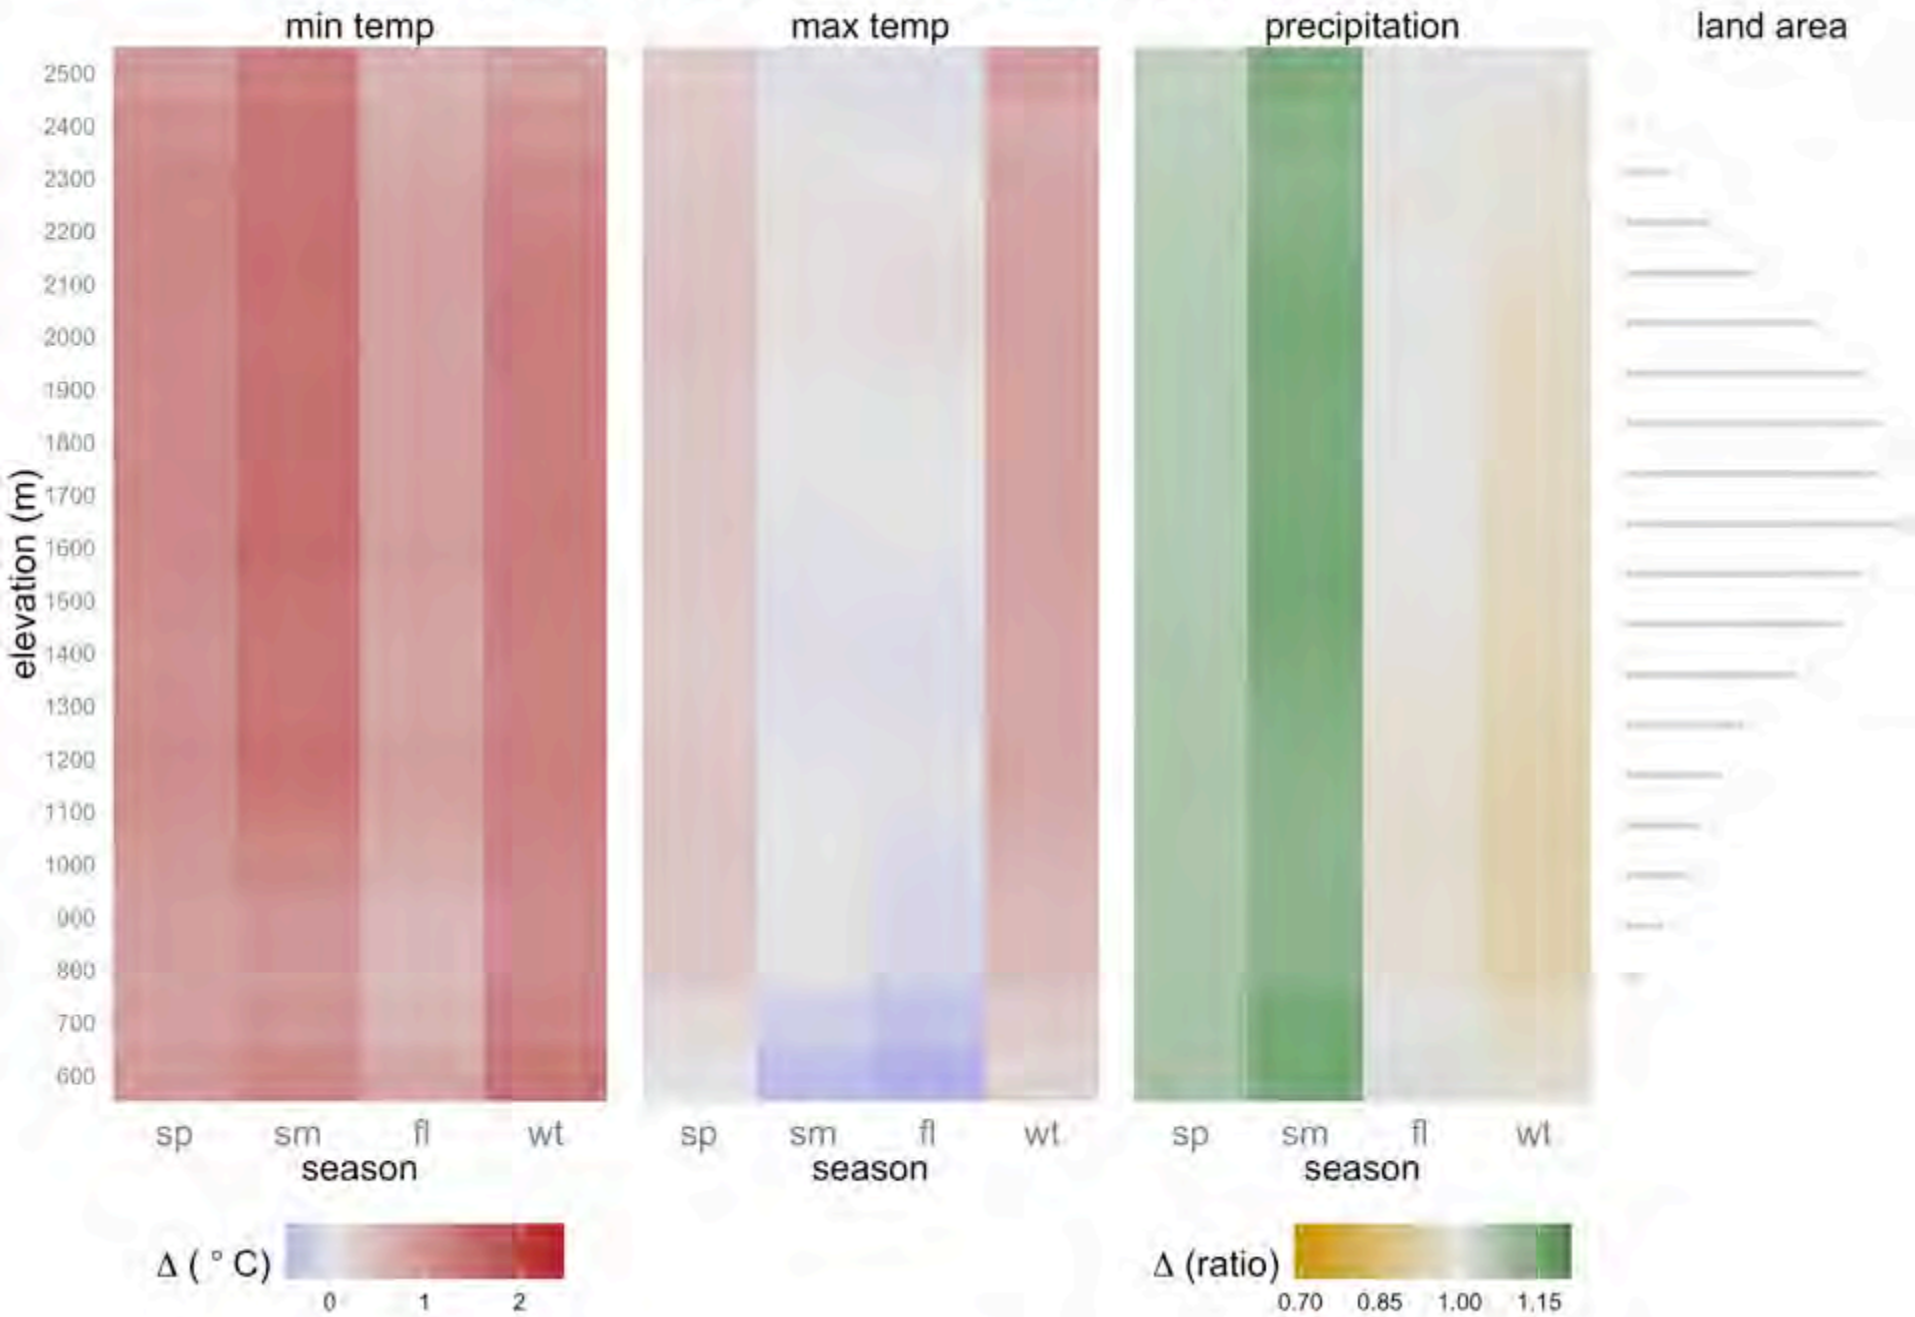 min temp
max temp
precipitation
land area
elevation (m)
2500
2400
2300
2200
2100
2000
1900
1800
1700
1600
1500
1400
1300
1200
1100
1000
900
800
700
600
sp sm fl wt
sp sm fl wt
sp sm fl wt
season
season
season
Δ ( ° C)
0 1 2
Δ (ratio)
0.70 0.85 1.00 1.15